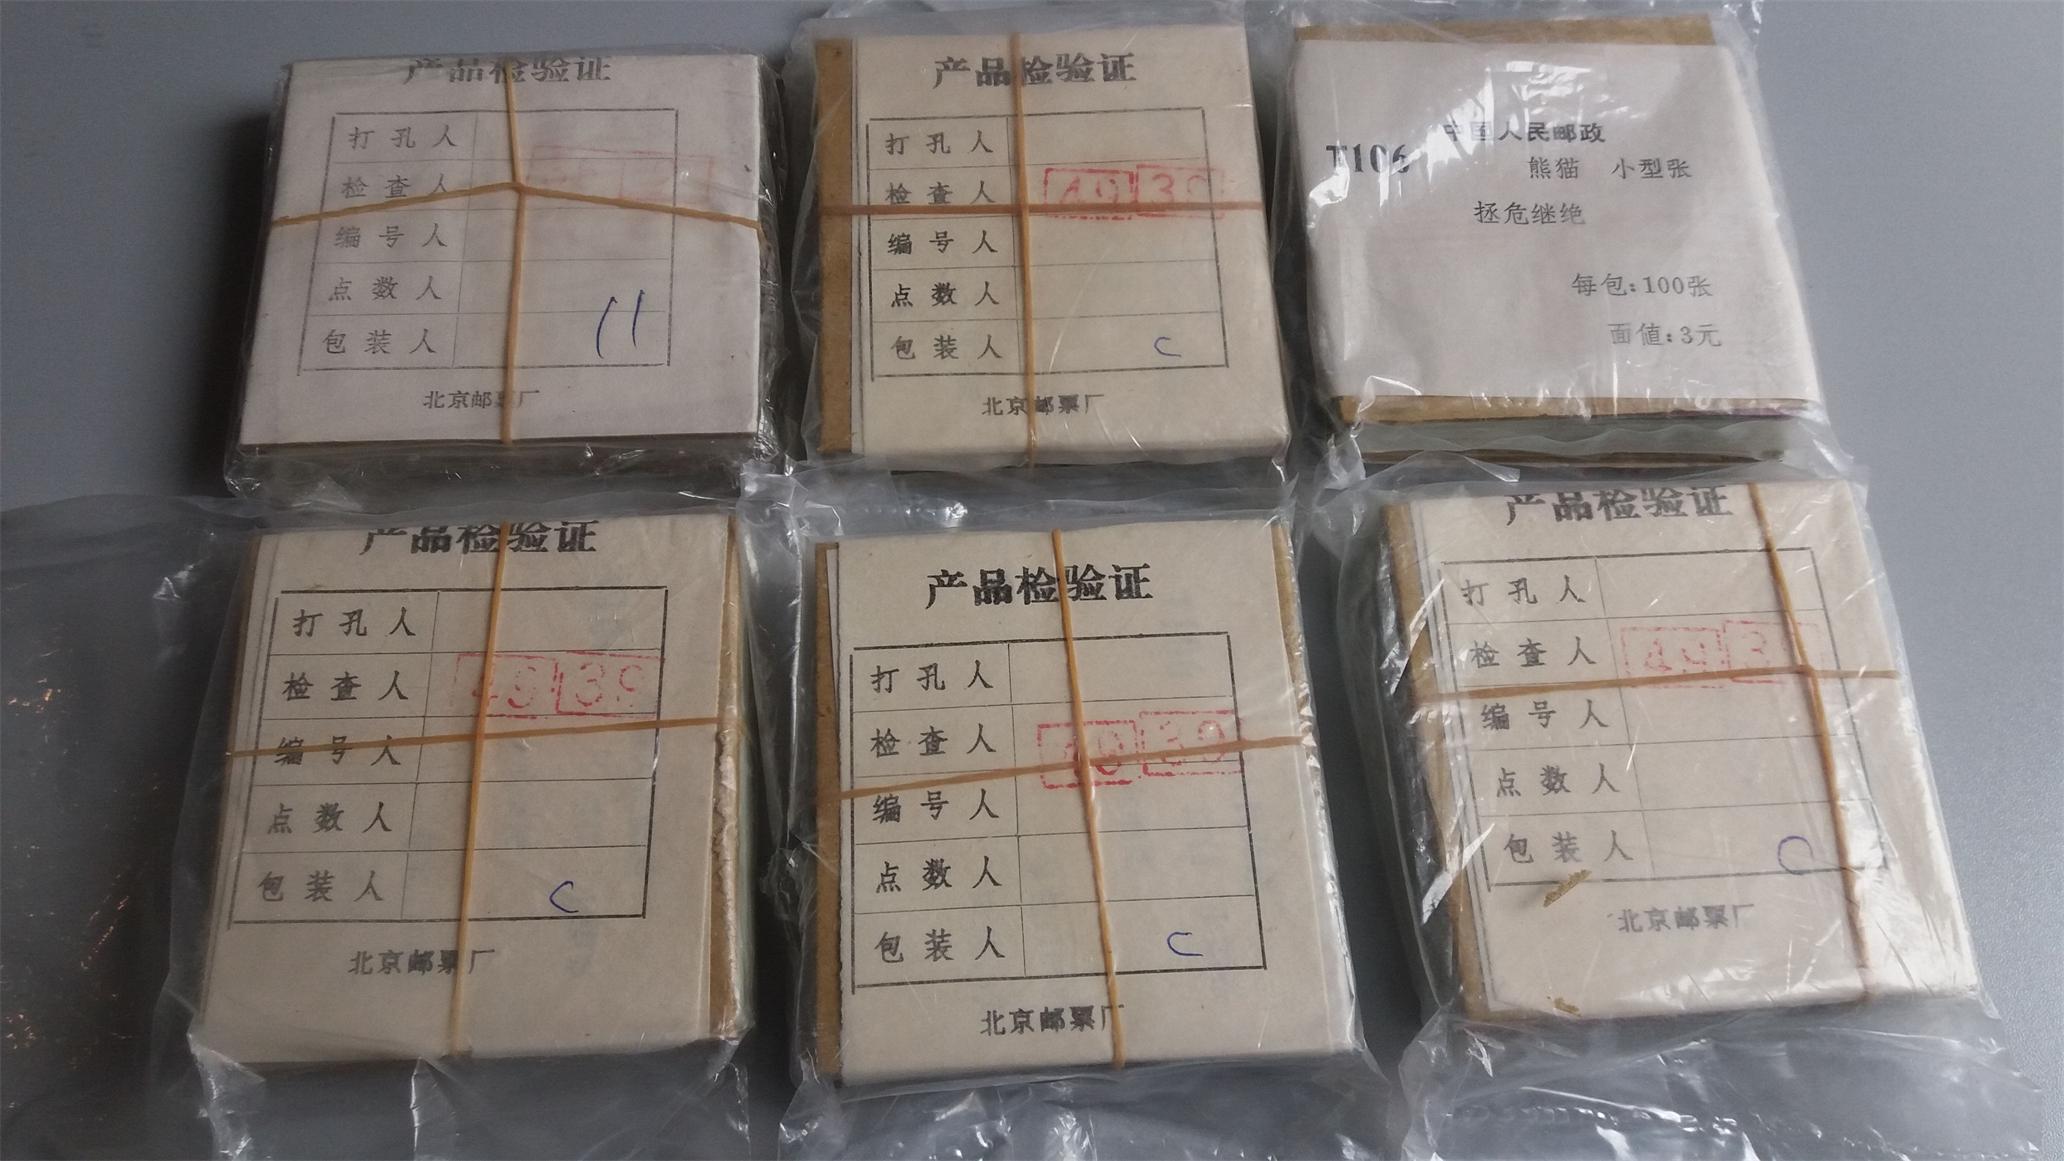 产品检验证
打孔人
检查人
编号人
点数人
包装人
11
北京邮票厂
产品检验证
打孔人
检查人 49 39
编号人
点数人
包装人 C
北京邮票厂
中国人民邮政
T106 熊猫 小型张
拯危继绝
每包:100张
面值:3元
产品检验证
打孔人
检查人 49 39
编号人
点数人
包装人 C
北京邮票厂
产品检验证
打孔人
检查人 49 39
编号人
点数人
包装人 C
北京邮票厂
产品检验证
打孔人
检查人 49 3
编号人
点数人
包装人 C
北京邮票厂